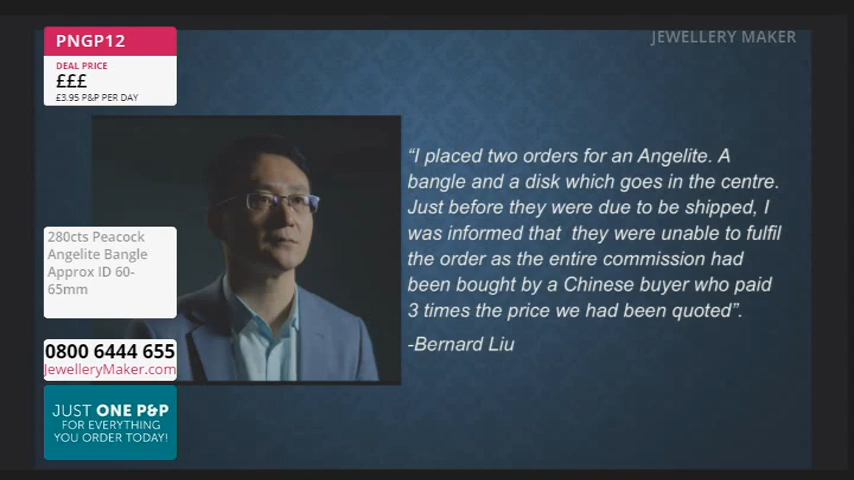 JEWELLERY MAKER
PNGP12
DEAL PRICE
£££
£3.95 P&P PER DAY
280cts Peacock
Angelite Bangle
Approx ID 60-
65mm
0800 6444 655
JewelleryMaker.com
JUST ONE P&P
FOR EVERYTHING
YOU ORDER TODAY!
“I placed two orders for an Angelite. A
bangle and a disk which goes in the centre.
Just before they were due to be shipped, I
was informed that they were unable to fulfil
the order as the entire commission had
been bought by a Chinese buyer who paid
3 times the price we had been quoted”.
-Bernard Liu